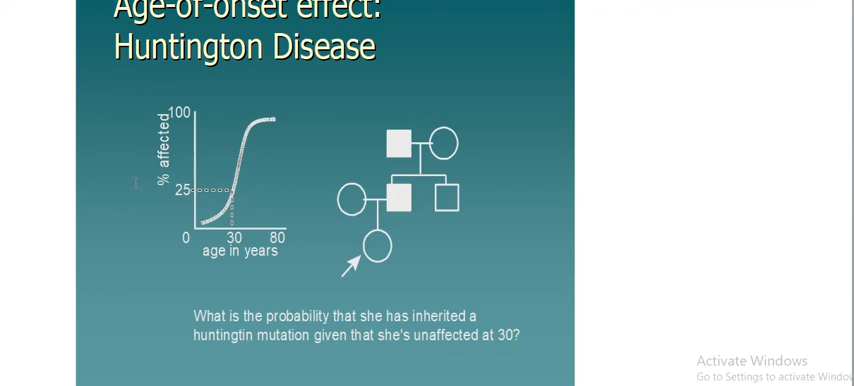 Age-of-onset effect:
Huntington Disease
100
% affected
25
0
30
80
age in years
What is the probability that she has inherited a
huntingtin mutation given that she's unaffected at 30?
Activate Windows
Go to Settings to activate Window